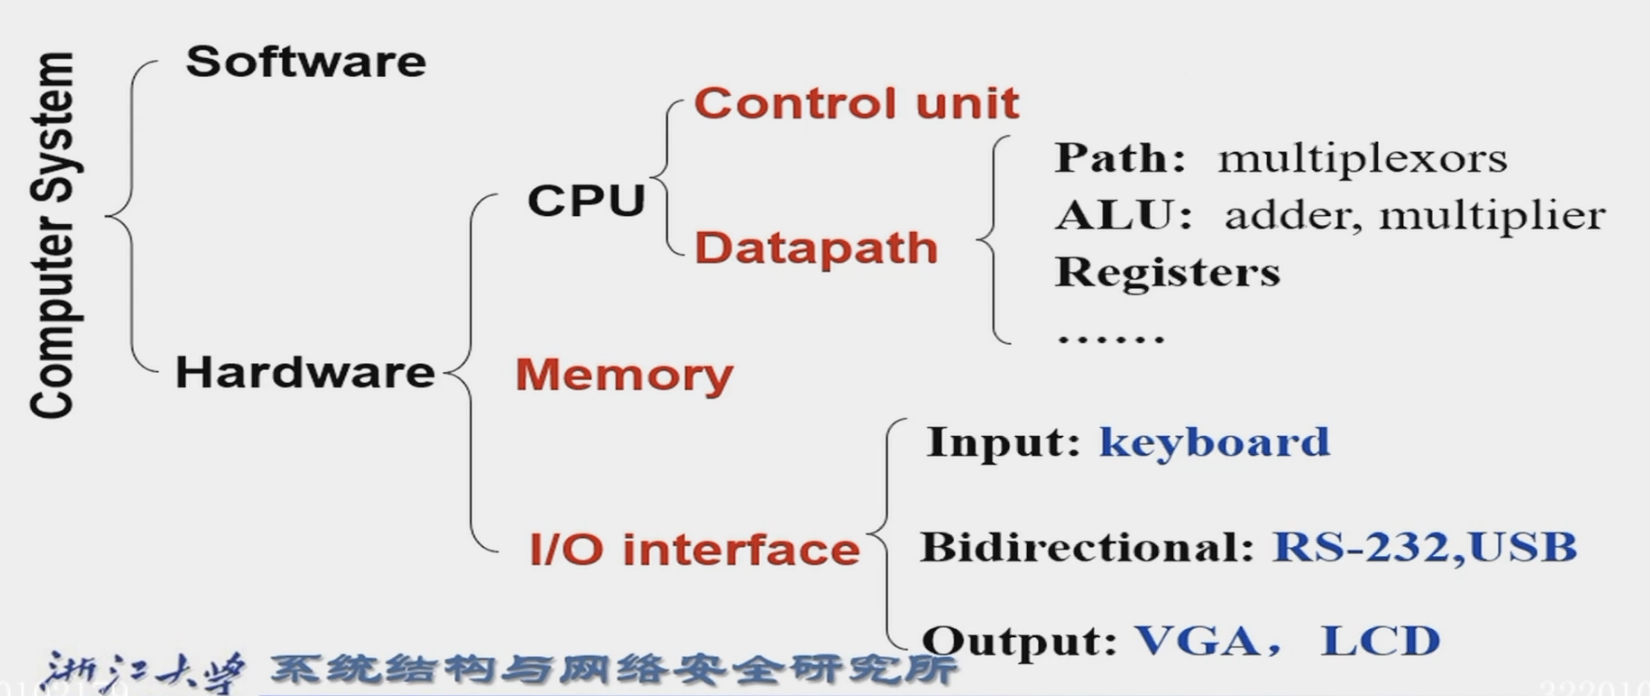 Computer System
Software
Hardware
CPU
Control unit
Datapath
Path: multiplexors
ALU: adder, multiplier
Registers
......
Memory
I/O interface
Input: keyboard
Bidirectional: RS-232,USB
Output: VGA，LCD
浙江大学 系统结构与网络安全研究所